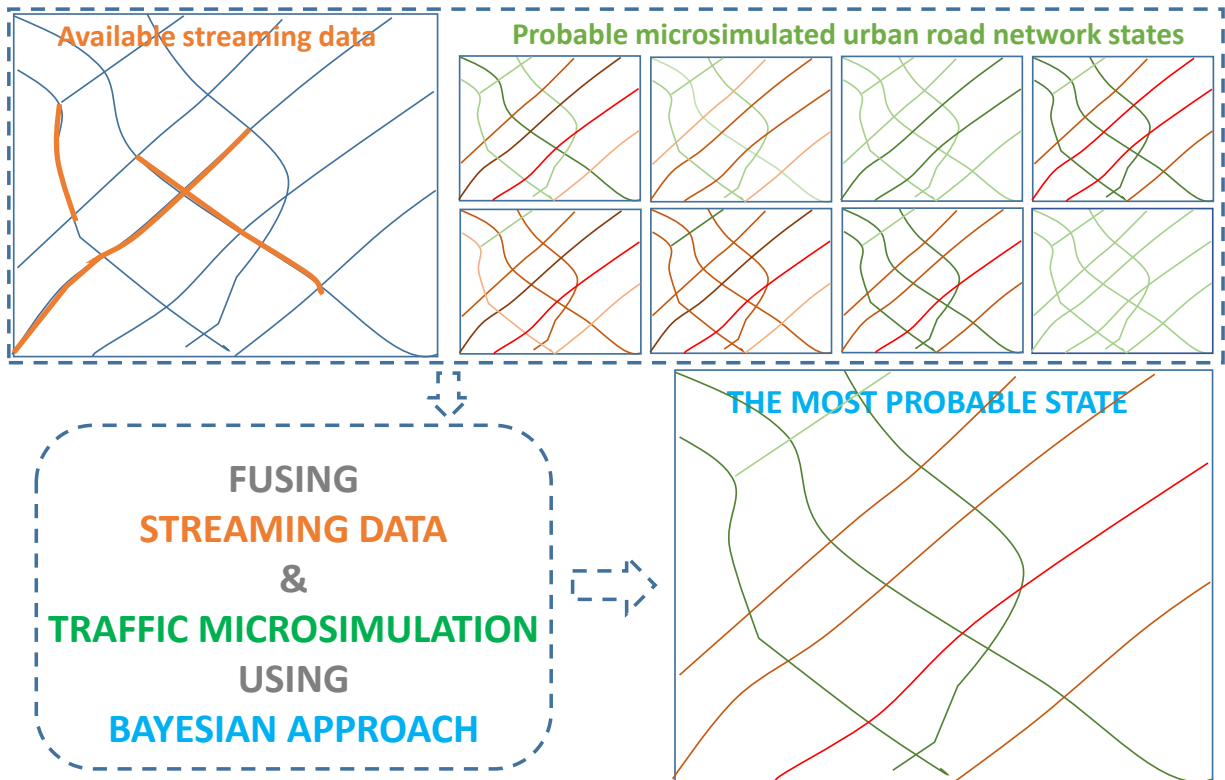 Available streaming data
Probable microsimulated urban road network states
THE MOST PROBABLE STATE
FUSING
STREAMING DATA
&
TRAFFIC MICROSIMULATION
USING
BAYESIAN APPROACH